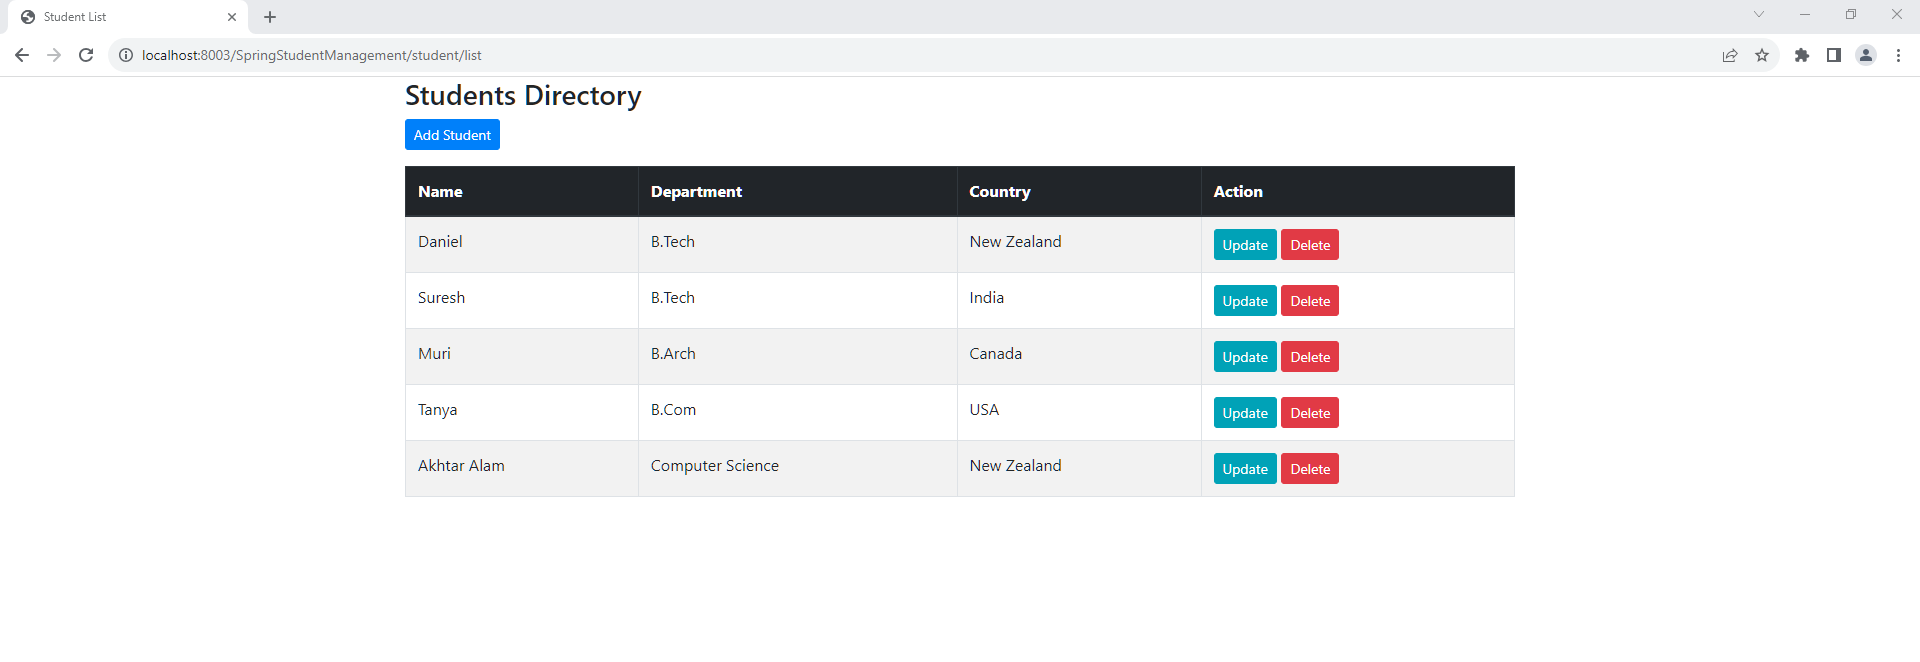 Student List
localhost:8003/SpringStudentManagement/student/list
Students Directory
Add Student
Name Department Country Action
Daniel B.Tech New Zealand Update Delete
Suresh B.Tech India Update Delete
Muri B.Arch Canada Update Delete
Tanya B.Com USA Update Delete
Akhtar Alam Computer Science New Zealand Update Delete